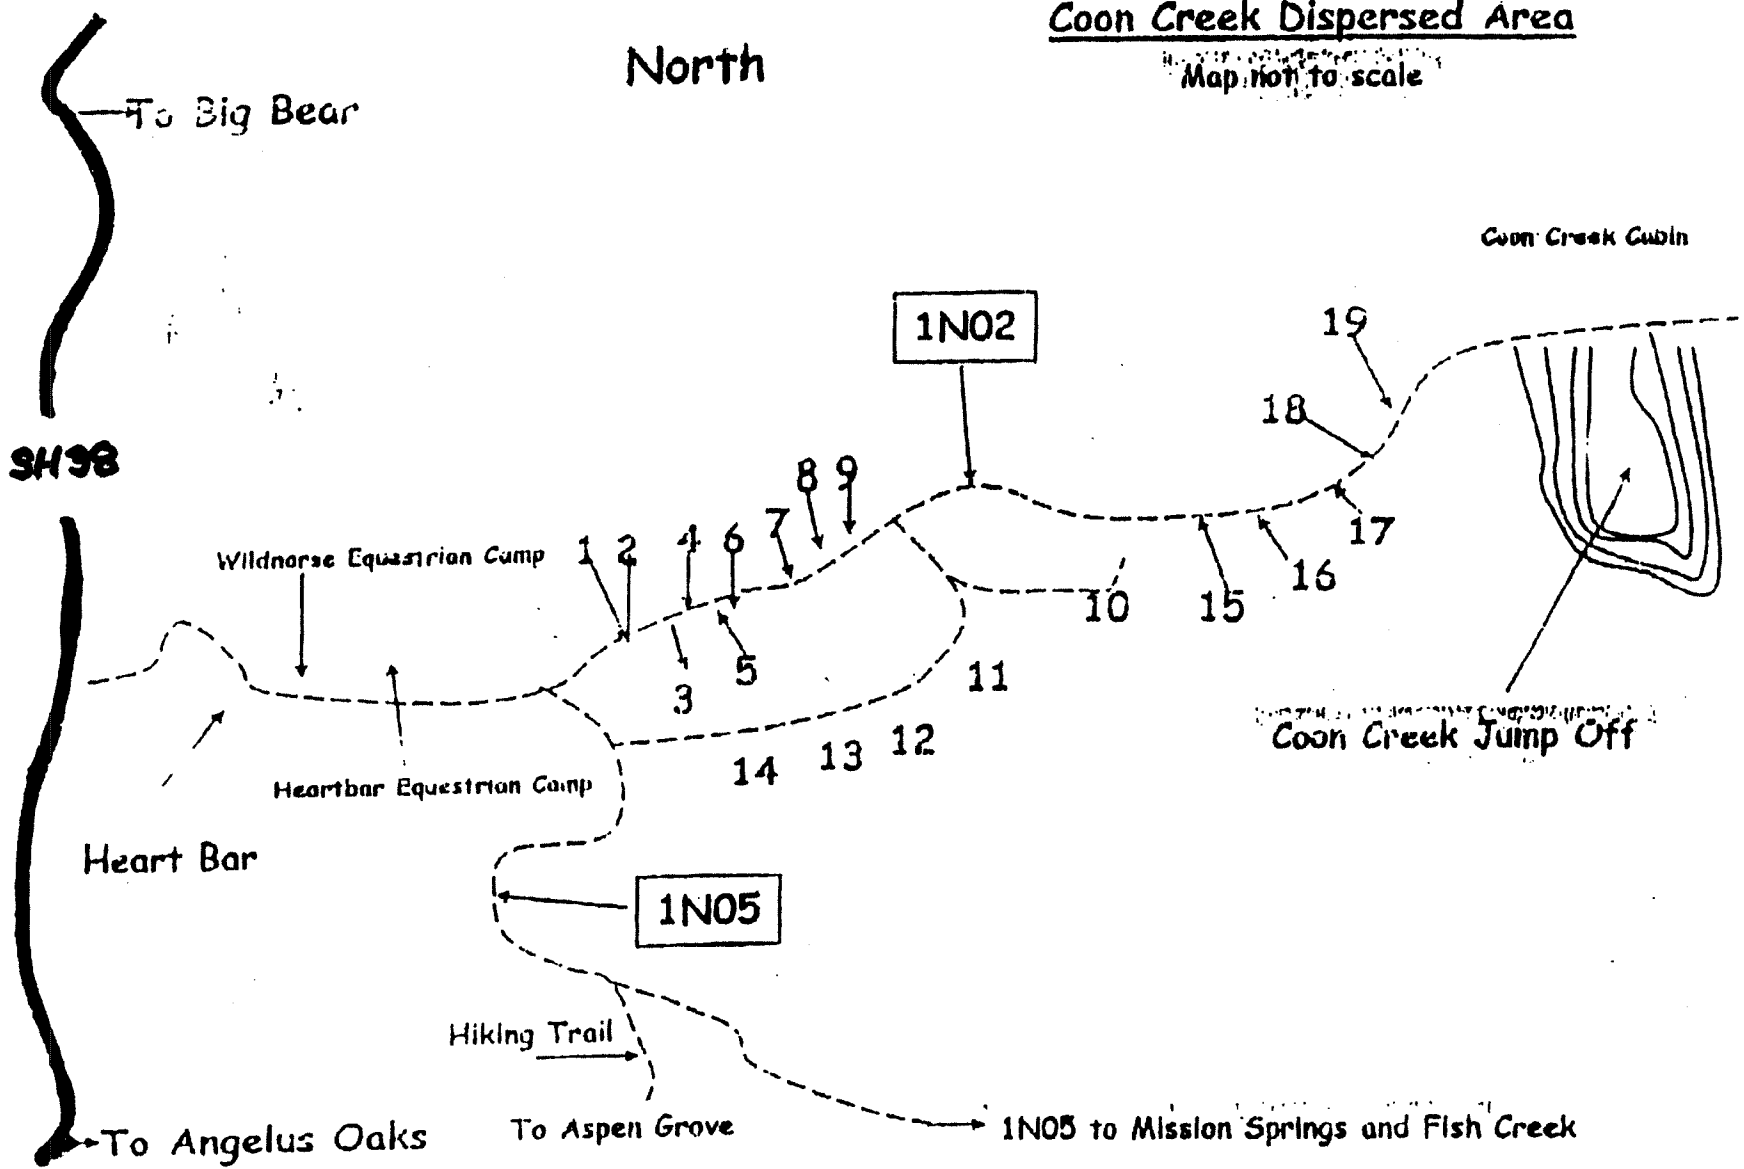 Coon Creek Dispersed Area
North
Map not to scale
To Big Bear
Coon Creek Cabin
1N02
19
18
SH38
8 9
7
17
Wildhorse Equestrian Camp
1 2 4 6
16
10
15
5
3
11
Coon Creek Jump Off
12
13
14
Heartbar Equestrian Camp
Heart Bar
1N05
Hiking Trail
To Aspen Grove
1N05 to Mission Springs and Fish Creek
To Angelus Oaks